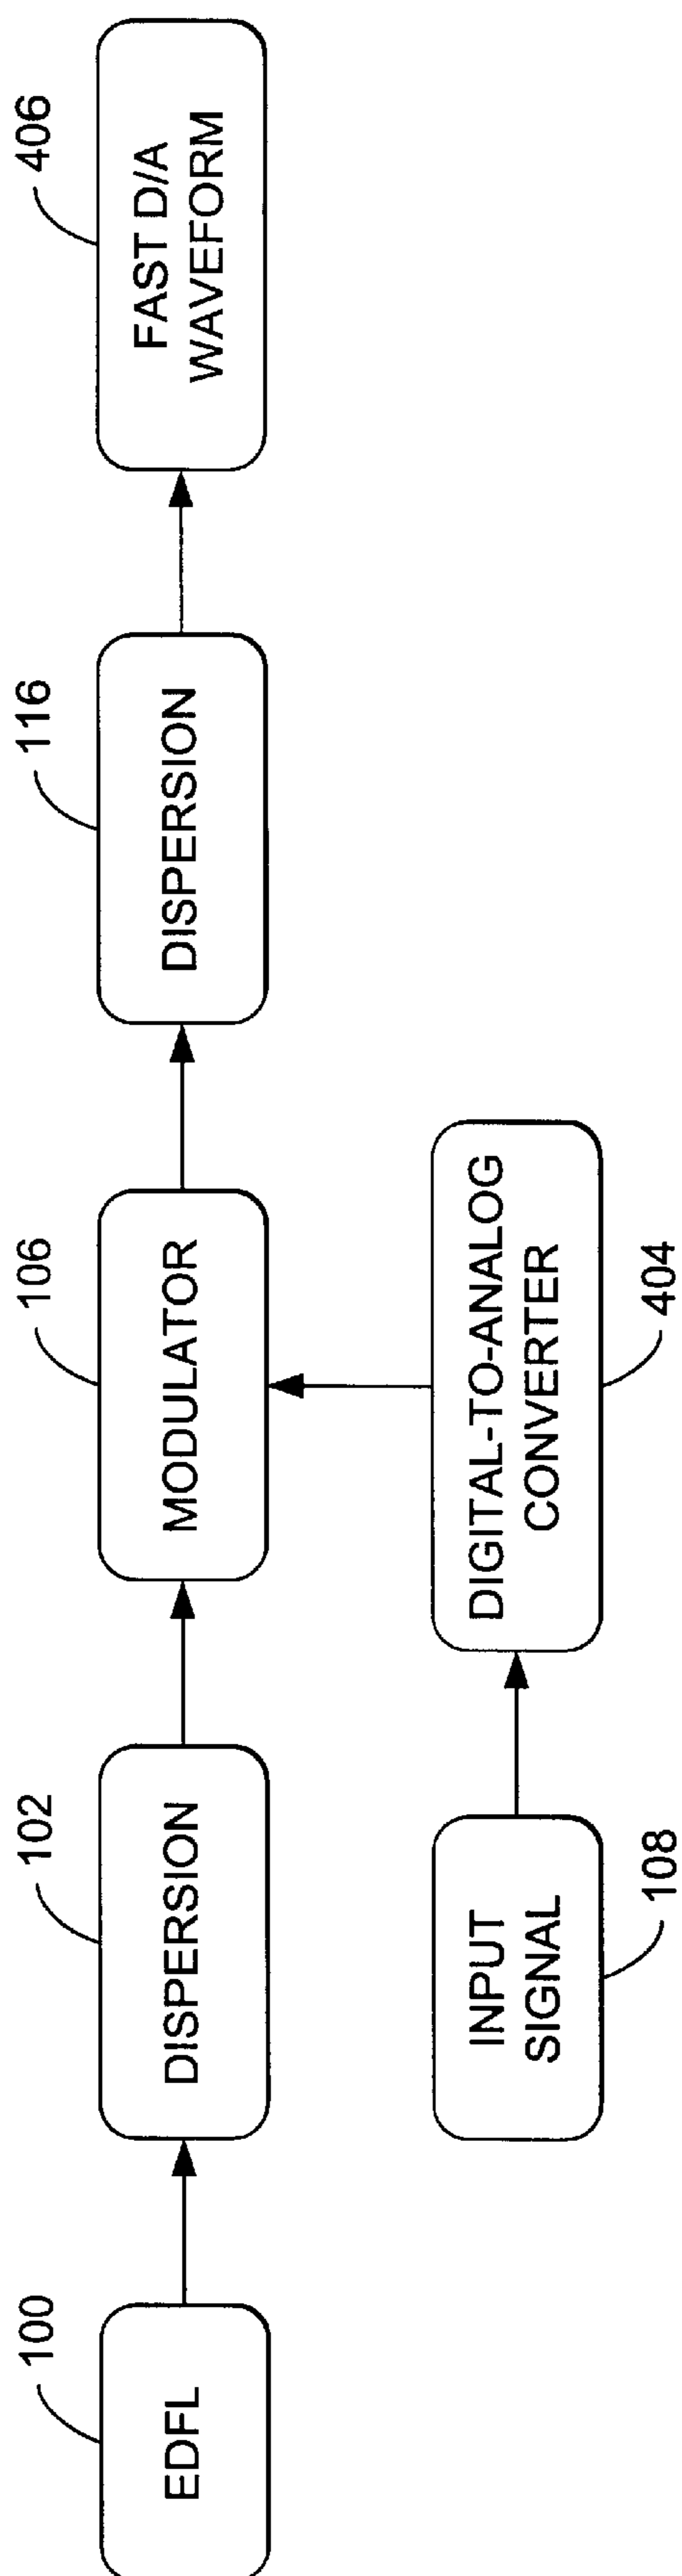 100
EDFL
102
DISPERSION
106
MODULATOR
116
DISPERSION
406
FAST D/A
WAVEFORM
INPUT
SIGNAL
108
DIGITAL-TO-ANALOG
CONVERTER
404